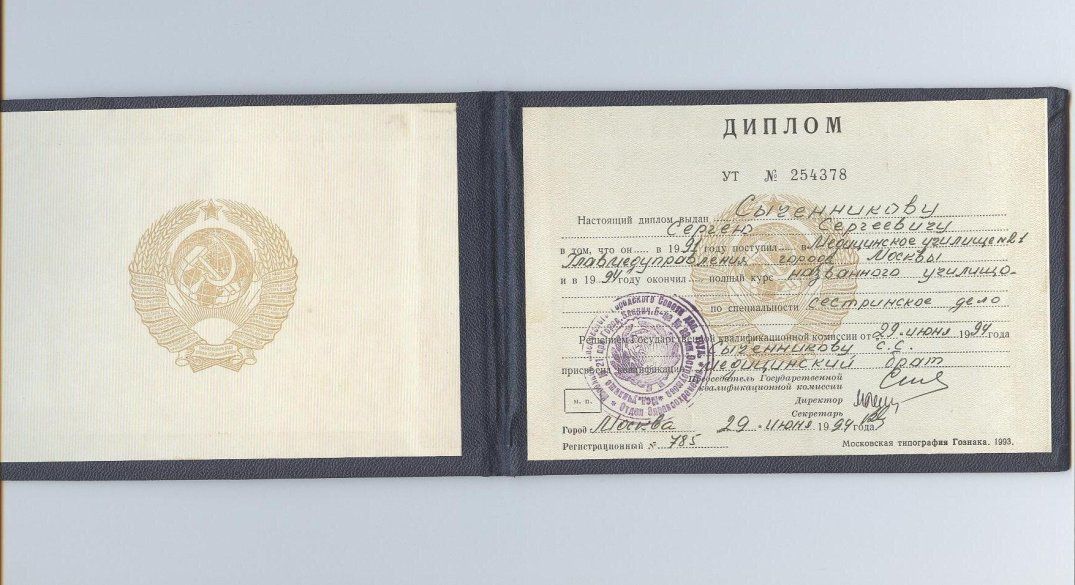 ДИПЛОМ
УТ № 254378
Настоящий диплом выдан Сыченникову
Сергею Сергеевичу
в том, что он в 1991 году поступил в Медицинское училище №8
Главмедуправления города Москвы
и в 1994 году окончил полный курс названного училища
по специальности сестринское дело
Решением Государственной квалификационной комиссии от 29 июня 1994 года
Сыченникову С.С.
присвоена квалификация медицинский брат
Председатель Государственной
квалификационной комиссии
Директор
м. п.
Секретарь
Город Москва 29 июня 1994 года
Регистрационный № 785
Московская типография Гознака. 1993.